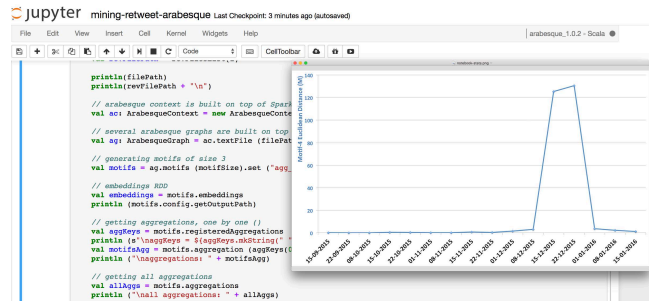 jupyter mining-retweet-arabesque Last Checkpoint: 3 minutes ago (autosaved)
File Edit View Insert Cell Kernel Widgets Help
arabesque_1.0.2 - Scala
Code CellToolbar
println(filePath)
println(revFilePath + "\n")
// arabesque context is built on top of Spark
val ac: ArabesqueContext = new ArabesqueConte
// several arabesque graphs are built on top
val ag: ArabesqueGraph = ac.textFile (filePat
// generating motifs of size 3
val motifs = ag.motifs (motifSize).set ("agg_
// embeddings RDD
val embeddings = motifs.embeddings
println (motifs.config.getOutputPath)
// getting aggregations, one by one ()
val aggKeys = motifs.registeredAggregations
println (s"\naggKeys = ${aggKeys.mkString(" "
val motifsAgg = motifs.aggregation (aggKeys(0
println ("\naggregations: " + motifsAgg)
// getting all aggregations
val allAggs = motifs.aggregations
println ("\nall aggregations: " + allAggs)
Motif-4 Euclidean Distance (M)
140
120
100
80
60
40
20
0
15-09-2015
22-09-2015
08-10-2015
15-10-2015
22-10-2015
01-11-2015
08-11-2015
15-11-2015
22-11-2015
01-12-2015
08-12-2015
15-12-2015
22-12-2015
01-01-2016
08-01-2016
15-01-2016